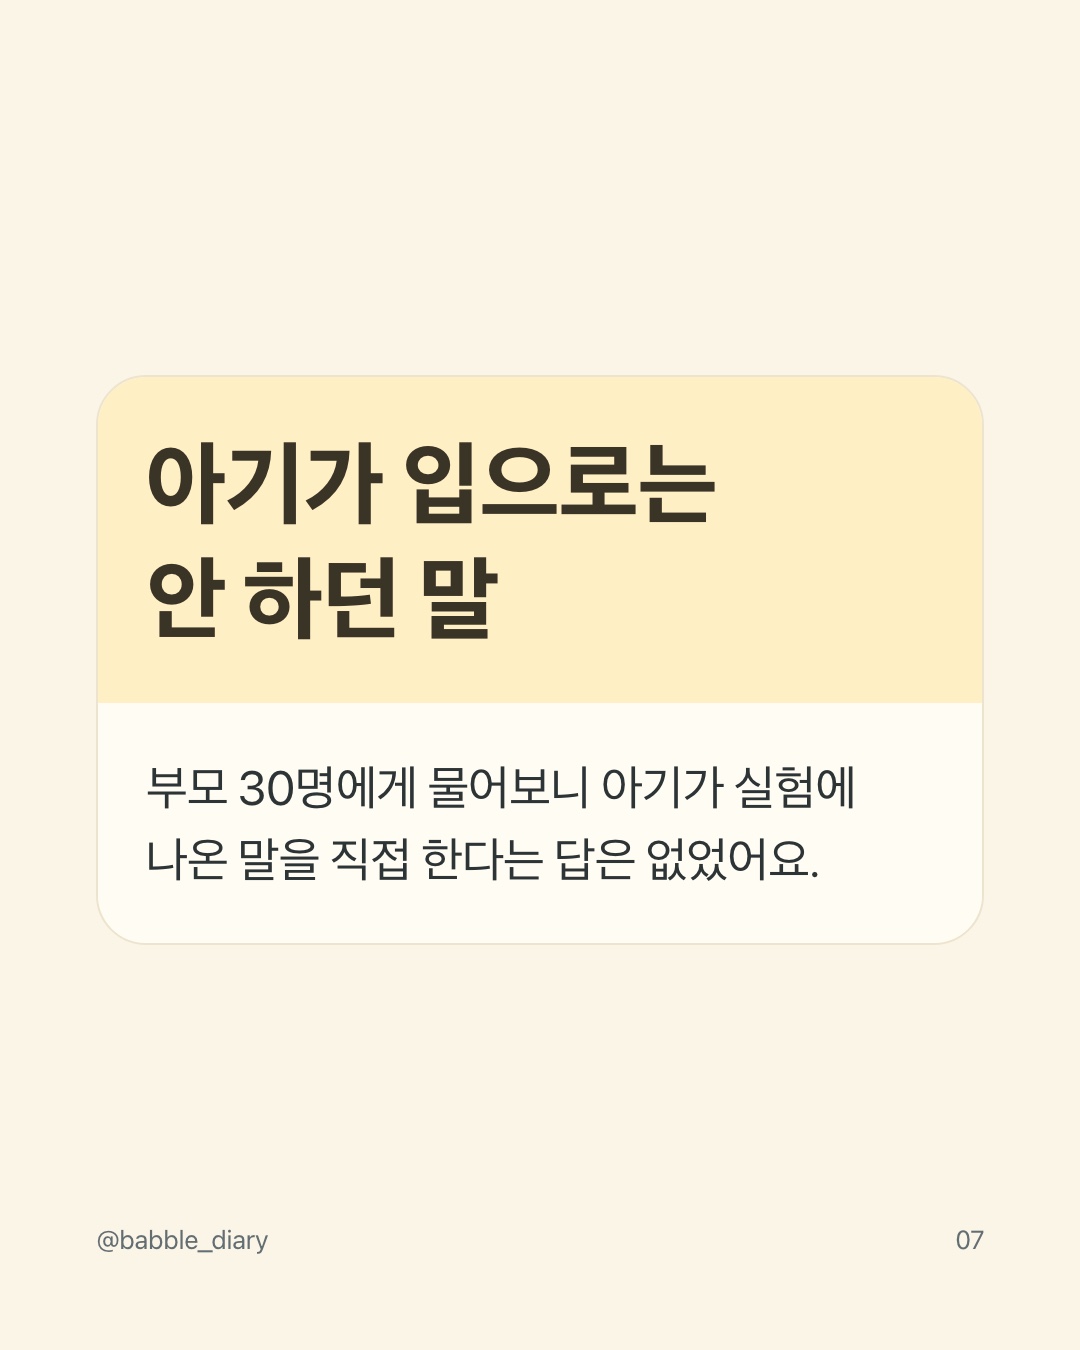 아기가 입으로는
안 하던 말
부모 30명에게 물어보니 아기가 실험에
나온 말을 직접 한다는 답은 없었어요.
@babble_diary
07